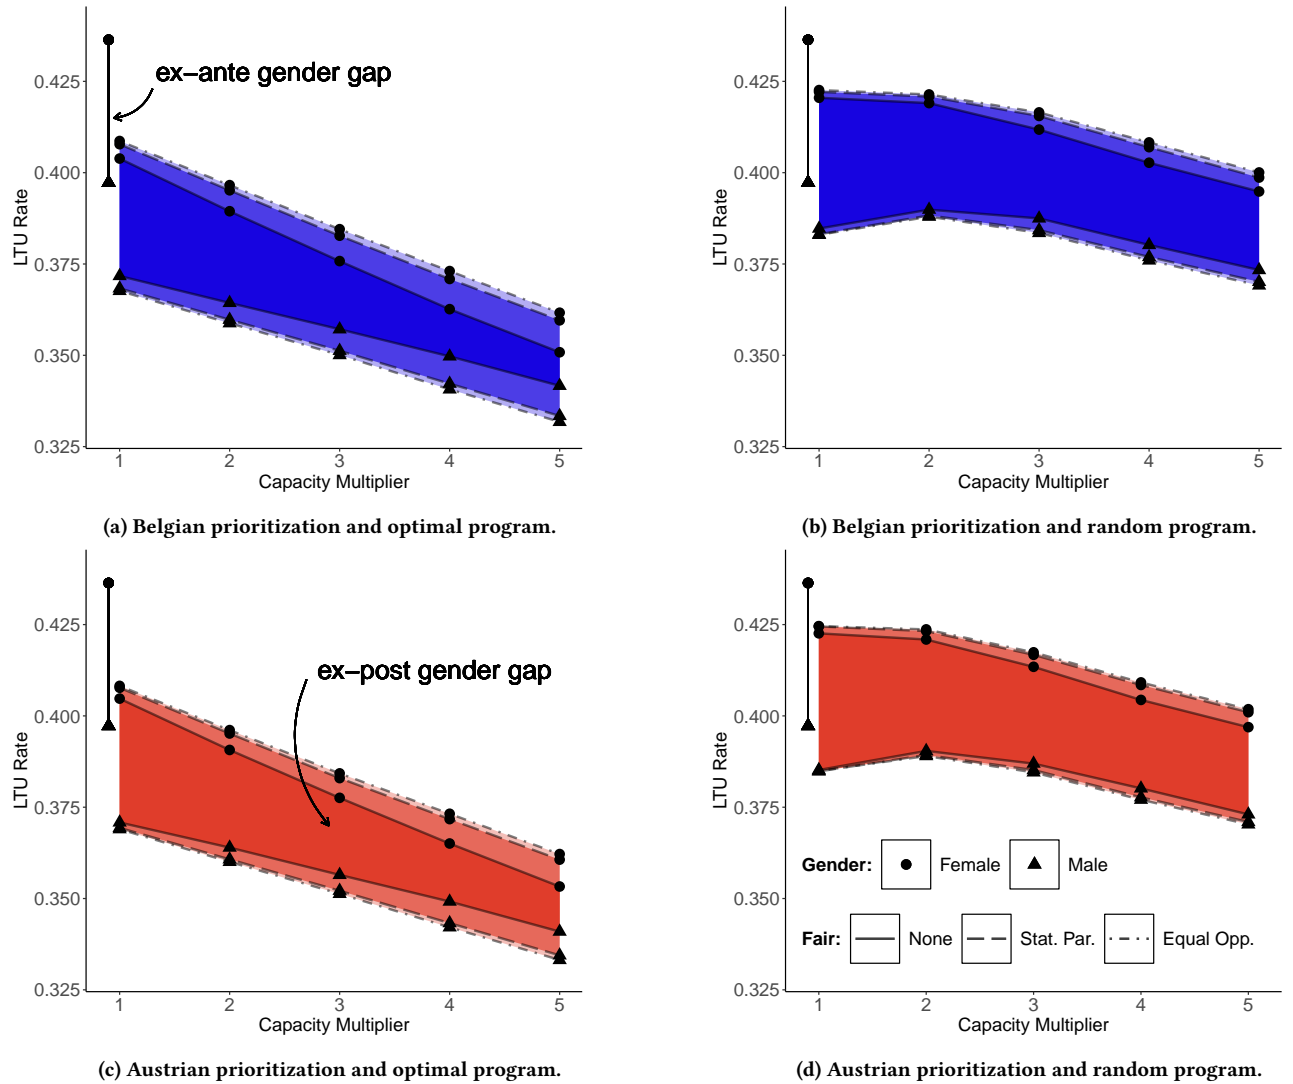 0.425
0.400
0.375
0.350
0.325
LTU Rate
ex–ante gender gap
1 2 3 4 5
Capacity Multiplier
(a) Belgian prioritization and optimal program.
0.425
0.400
0.375
0.350
0.325
LTU Rate
1 2 3 4 5
Capacity Multiplier
(b) Belgian prioritization and random program.
0.425
0.400
0.375
0.350
0.325
LTU Rate
ex–post gender gap
1 2 3 4 5
Capacity Multiplier
(c) Austrian prioritization and optimal program.
0.425
0.400
0.375
0.350
0.325
LTU Rate
Gender: Female Male
Fair: None Stat. Par. Equal Opp.
1 2 3 4 5
Capacity Multiplier
(d) Austrian prioritization and random program.